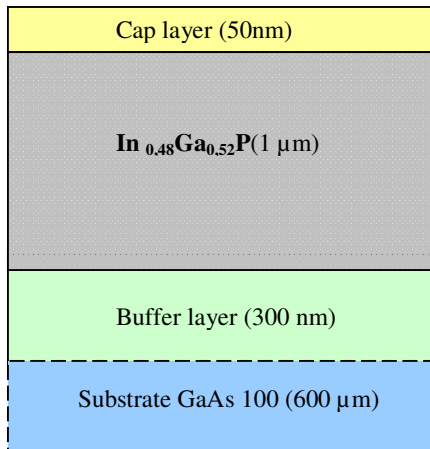 Cap layer (50nm)
In 0,48Ga0,52P(1 µm)
Buffer layer (300 nm)
Substrate GaAs 100 (600 µm)